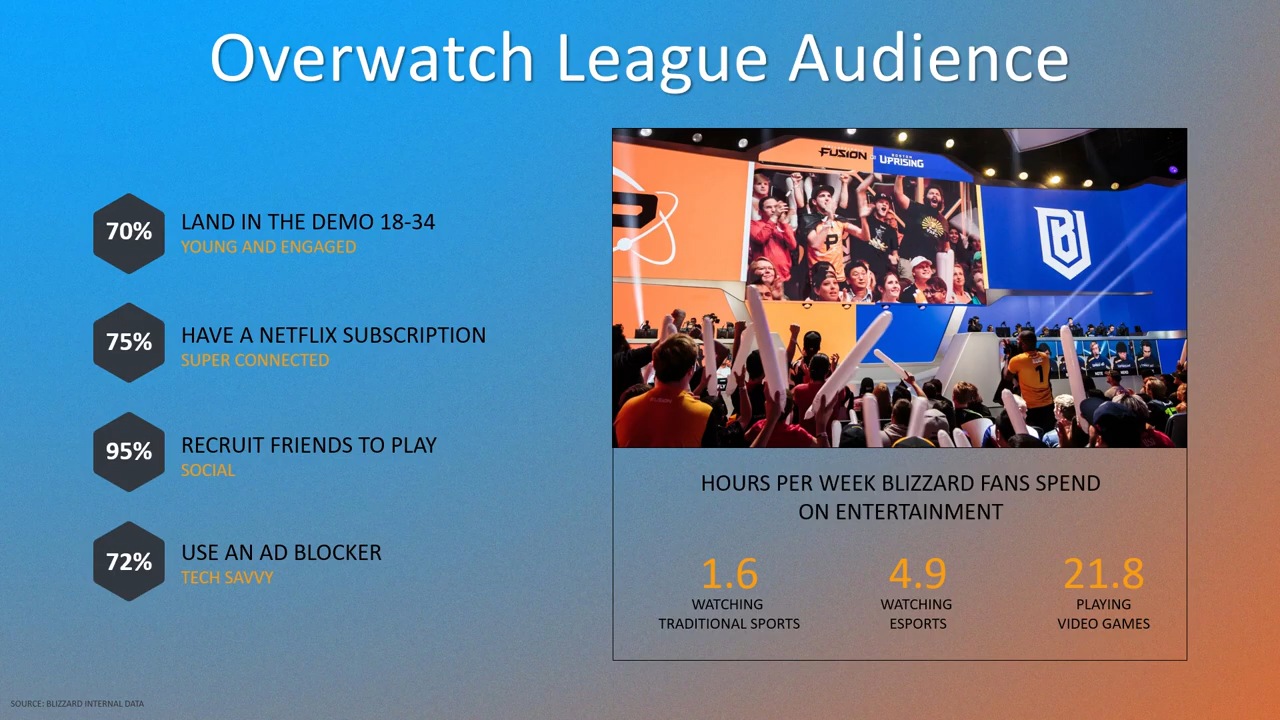 Overwatch League Audience
70%
LAND IN THE DEMO 18-34
YOUNG AND ENGAGED
75%
HAVE A NETFLIX SUBSCRIPTION
SUPER CONNECTED
95%
RECRUIT FRIENDS TO PLAY
SOCIAL
72%
USE AN AD BLOCKER
TECH SAVVY
FUSION
BOSTON
UPRISING
HOURS PER WEEK BLIZZARD FANS SPEND
ON ENTERTAINMENT
1.6
WATCHING
TRADITIONAL SPORTS
4.9
WATCHING
ESPORTS
21.8
PLAYING
VIDEO GAMES
SOURCE: BLIZZARD INTERNAL DATA